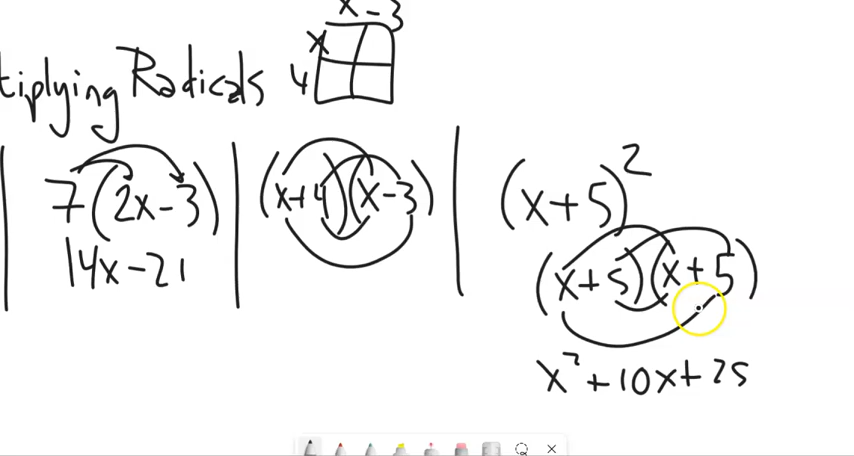 x - 3
x
4
tiplying Radicals
7(2x-3)
14x-21
(x+4)(x-3)
(x+5)²
(x+5)(x+5)
x²+10x+25